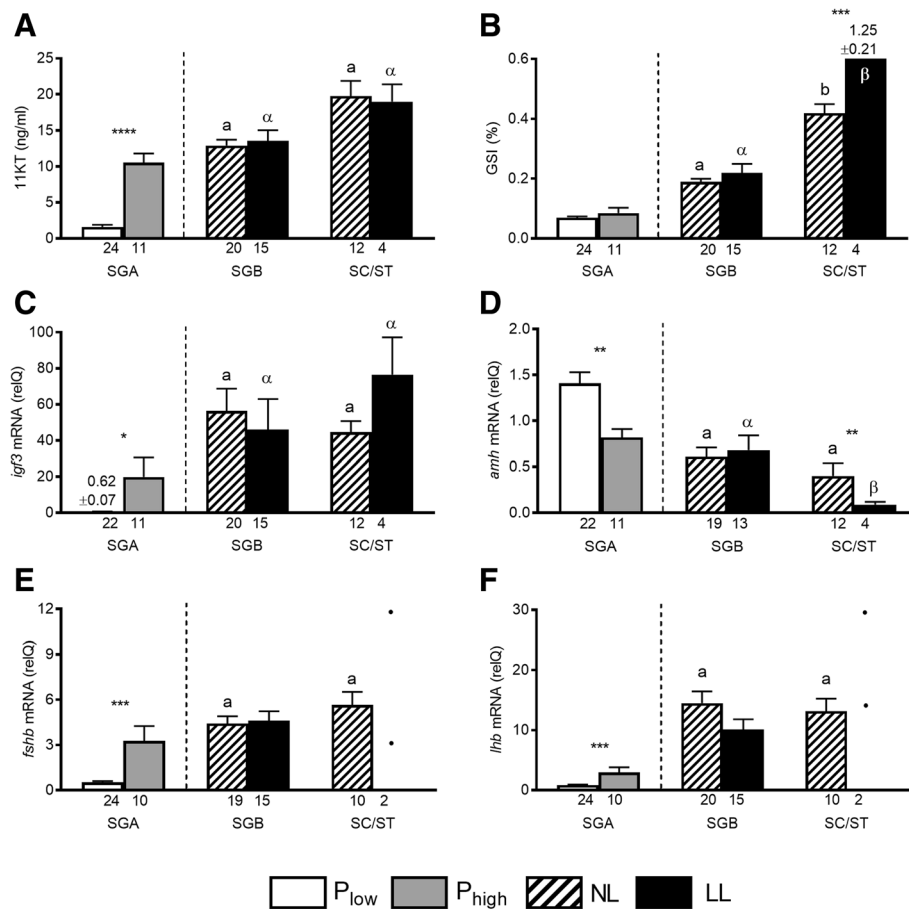 A
11KT (ng/ml)
25
20
15
10
5
0
****
a
α
a
α
24 11 20 15 12 4
SGA SGB SC/ST
B
GSI (%)
0.6
0.4
0.2
0.0
***
1.25
±0.21
a
α
b
β
24 11 20 15 12 4
SGA SGB SC/ST
C
igf3 mRNA (relQ)
100
80
60
40
20
0
*
0.62
±0.07
a
α
a
α
22 11 20 15 12 4
SGA SGB SC/ST
D
amh mRNA (relQ)
2.0
1.5
1.0
0.5
0.0
**
a
α
a
**
β
22 11 19 13 12 4
SGA SGB SC/ST
E
fshb mRNA (relQ)
12
9
6
3
0
***
a
a
24 10 19 15 10 2
SGA SGB SC/ST
F
lhb mRNA (relQ)
30
20
10
0
***
a
a
24 10 20 15 10 2
SGA SGB SC/ST
Plow Phigh NL LL